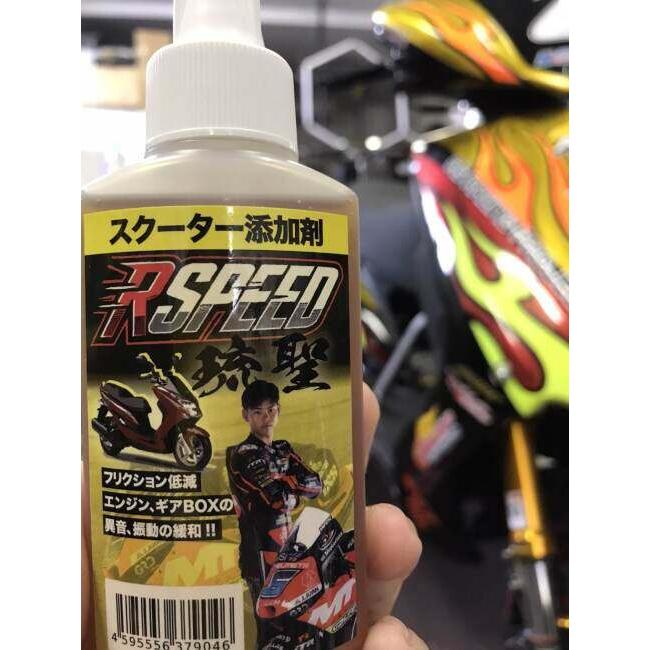 スクーター添加剤
RSPEED
琉聖
フリクション低減
エンジン、ギアBOXの
異音、振動の緩和!!
4595556379046